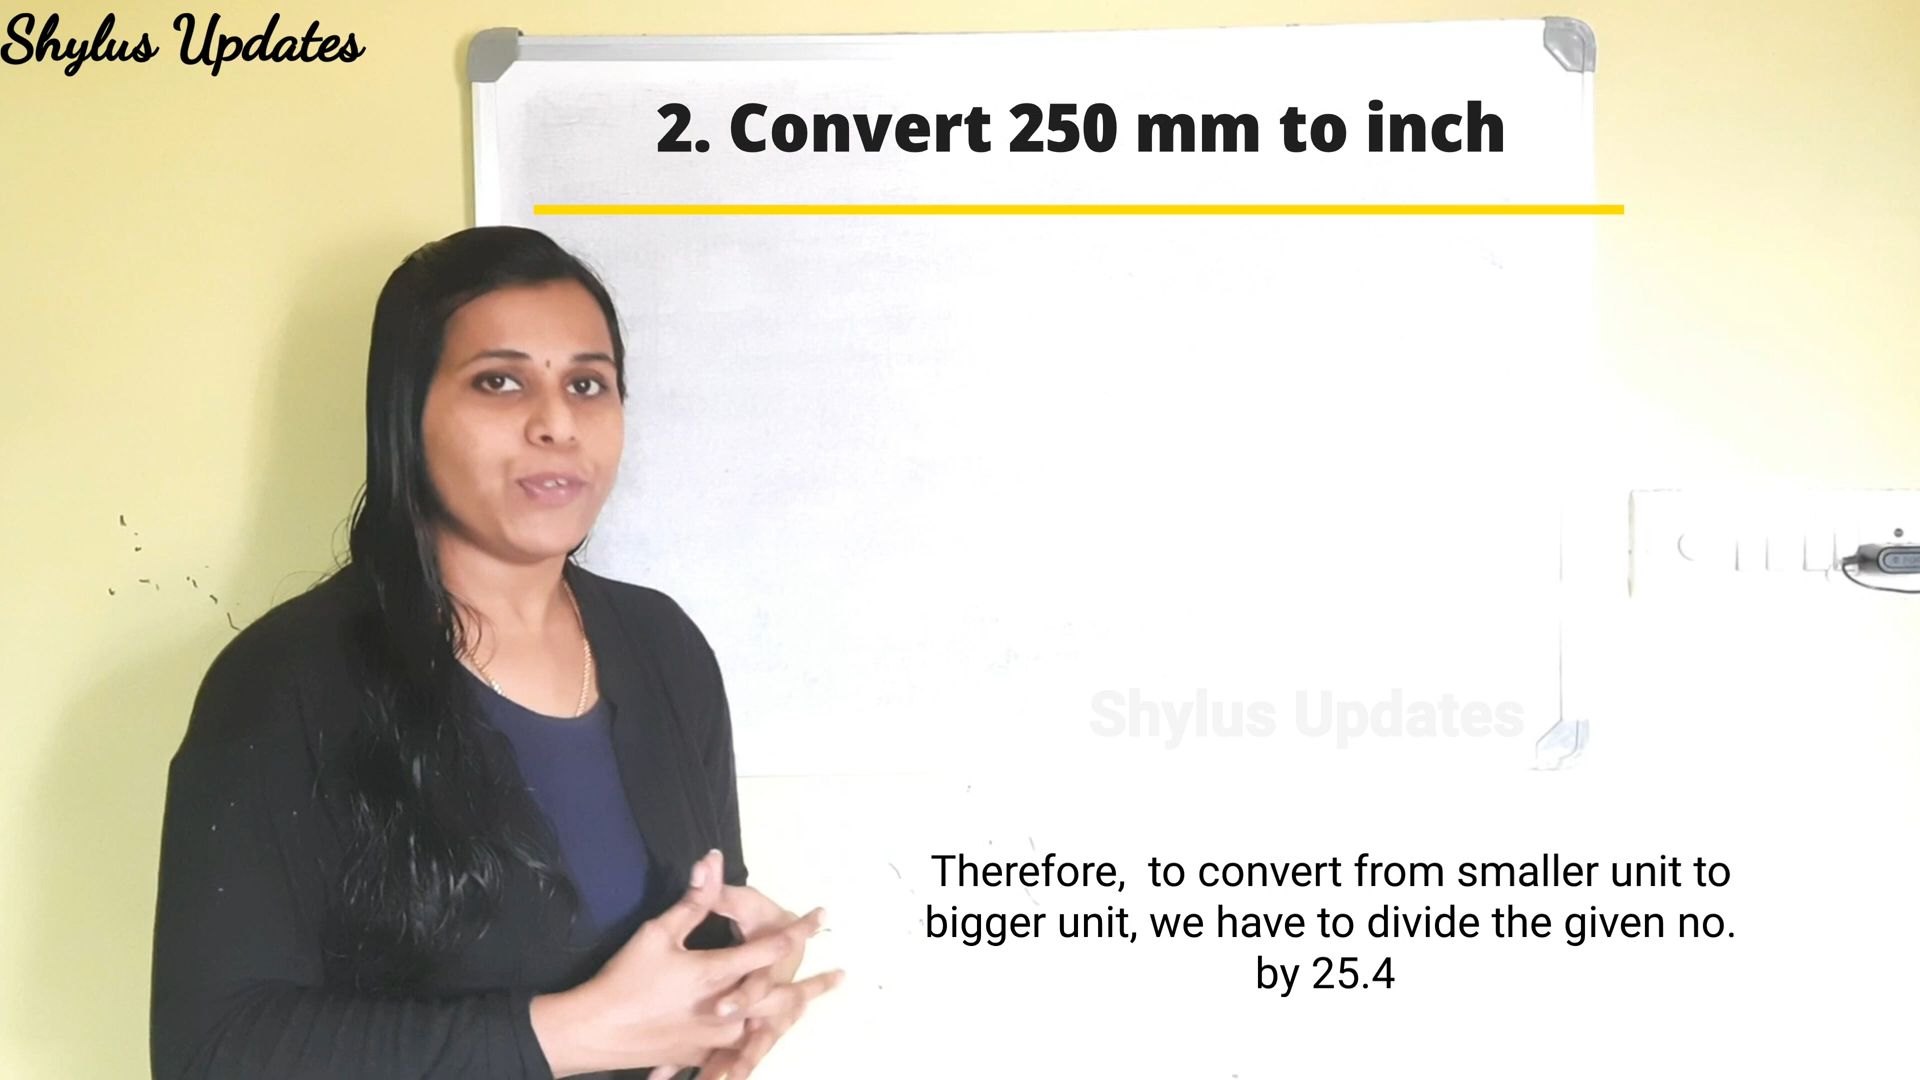 Shylus Updates
2. Convert 250 mm to inch
Shylus Updates
Therefore, to convert from smaller unit to
bigger unit, we have to divide the given no.
by 25.4